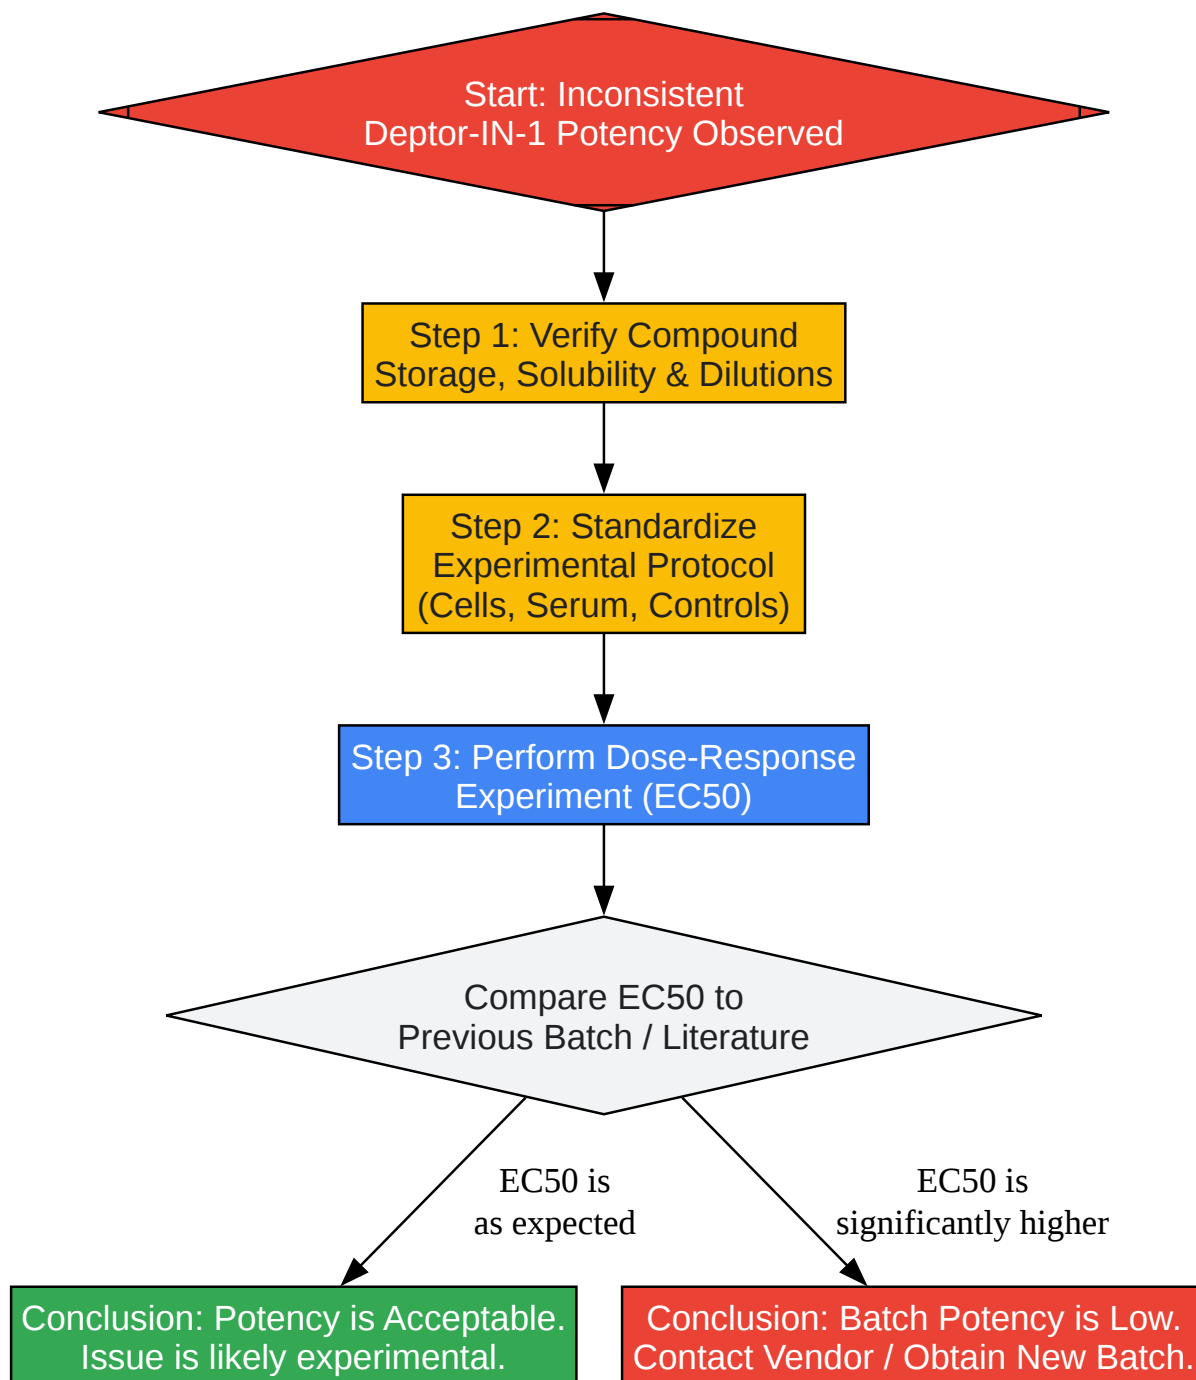 Start: Inconsistent
Deptor-IN-1 Potency Observed
Step 1: Verify Compound
Storage, Solubility & Dilutions
Step 2: Standardize
Experimental Protocol
(Cells, Serum, Controls)
Step 3: Perform Dose-Response
Experiment (EC50)
Compare EC50 to
Previous Batch / Literature
EC50 is
as expected
EC50 is
significantly higher
Conclusion: Potency is Acceptable.
Issue is likely experimental.
Conclusion: Batch Potency is Low.
Contact Vendor / Obtain New Batch.